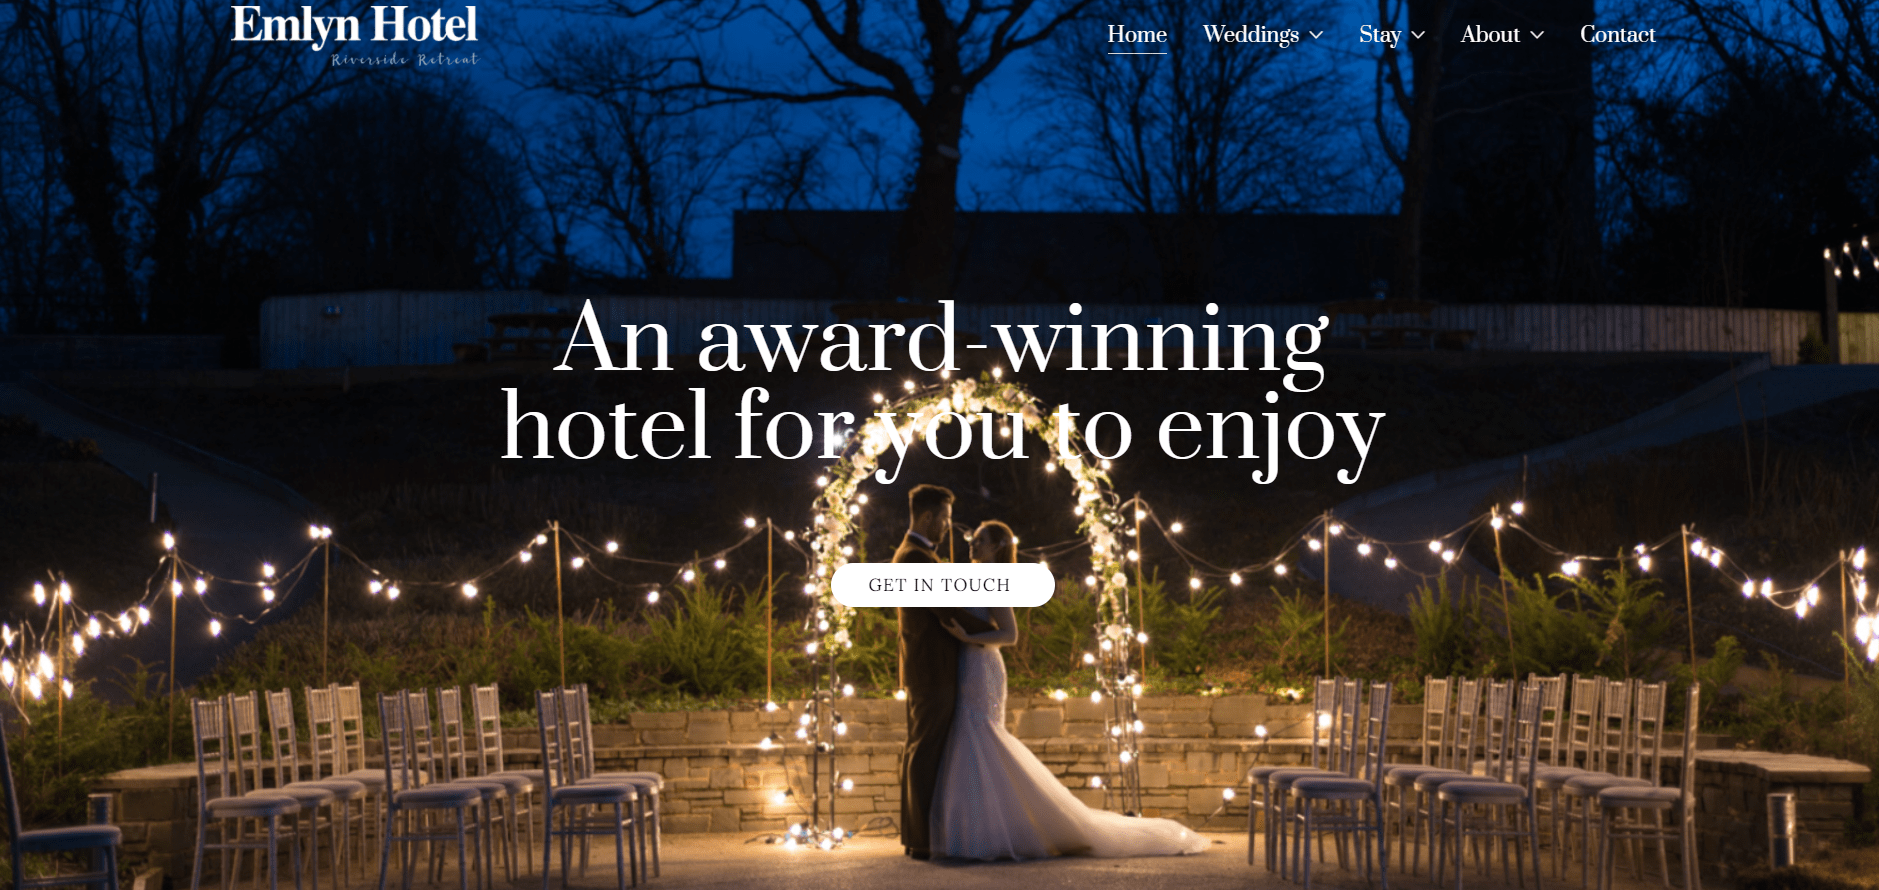 Emlyn Hotel
Riverside Retreat
Home Weddings Stay About Contact
An award-winning
hotel for you to enjoy
GET IN TOUCH